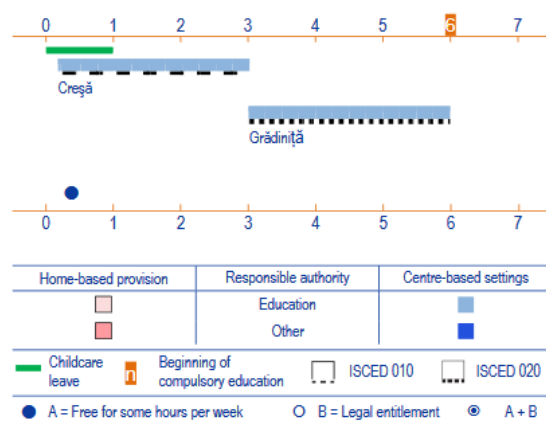 0 1 2 3 4 5 6 7
Creşă
Grădiniţă
0 1 2 3 4 5 6 7
Home-based provision Responsible authority Centre-based settings
Education
Other
Childcare leave
n Beginning of compulsory education
ISCED 010
ISCED 020
A = Free for some hours per week B = Legal entitlement A + B